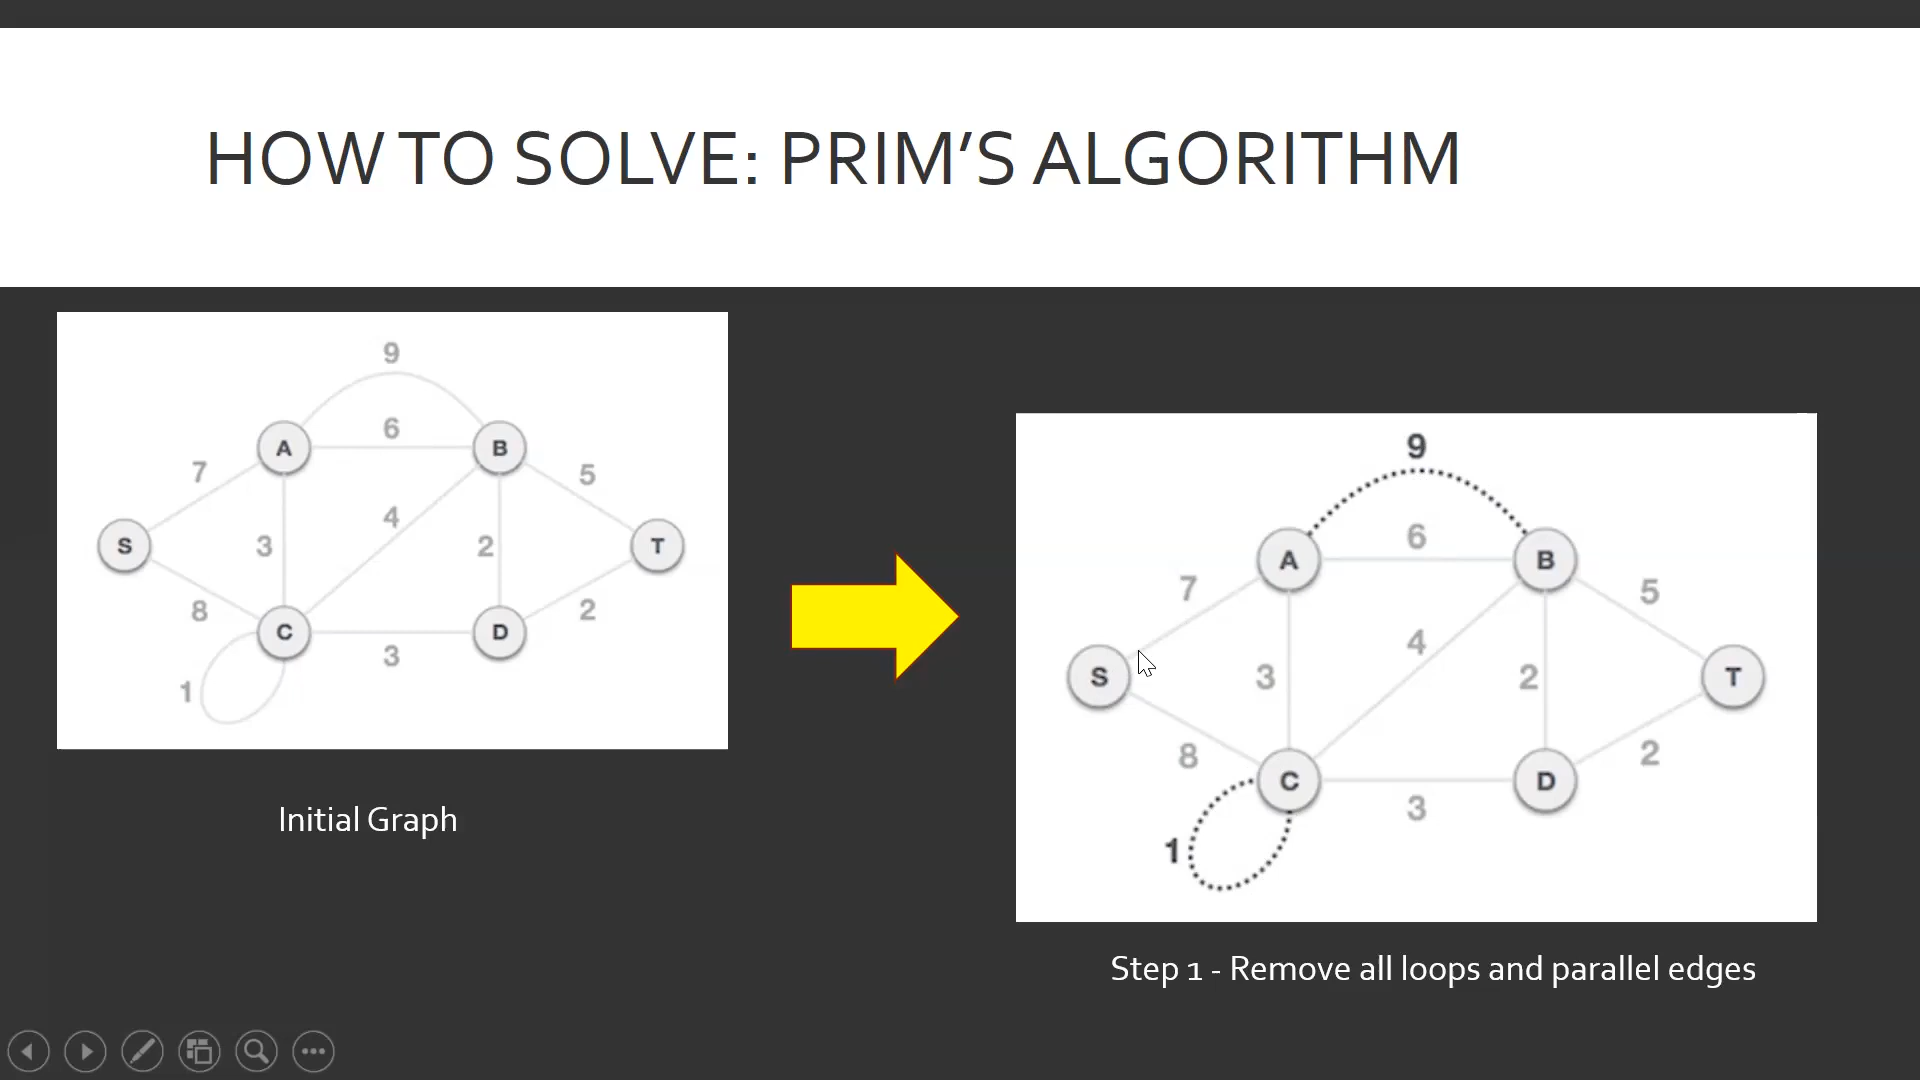 HOW TO SOLVE: PRIM'S ALGORITHM
9
6
A
B
7
5
4
S
3
2
T
8
2
C
D
3
1
Initial Graph
9
6
A
B
7
5
4
S
3
2
T
8
2
C
D
3
1
Step 1 - Remove all loops and parallel edges